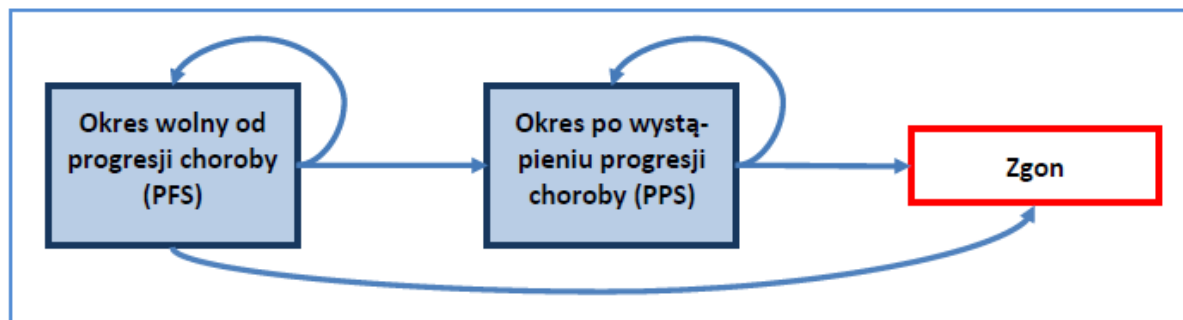 Okres wolny od
progresji choroby
(PFS)
Okres po wystą-
pieniu progresji
choroby (PPS)
Zgon